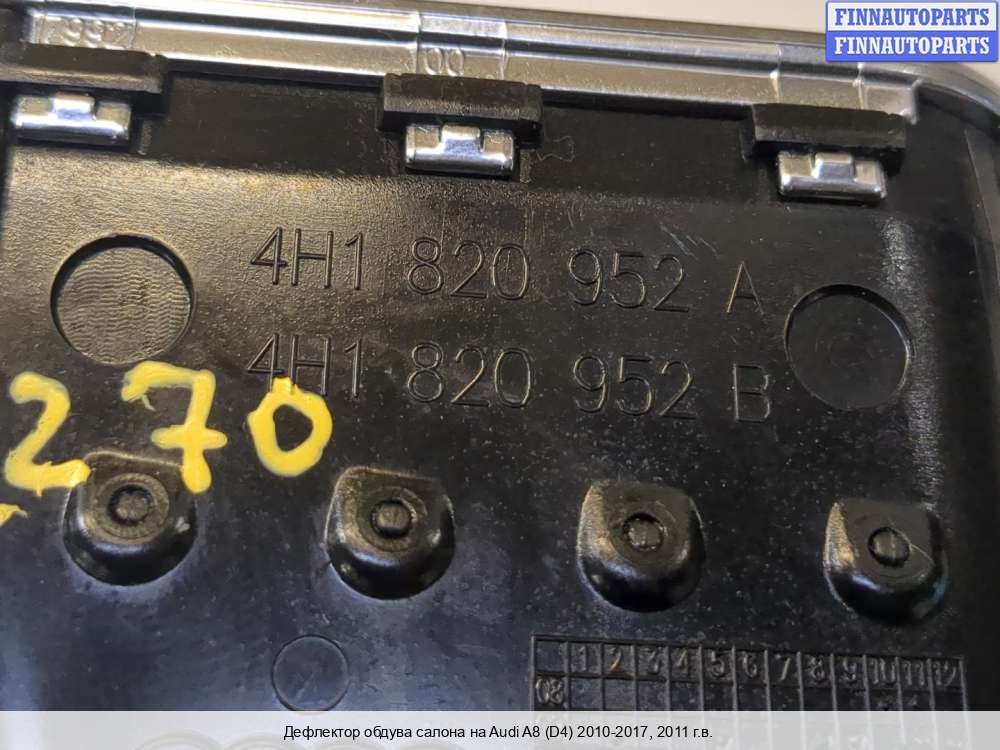 FINNAUTOPARTS
FINNAUTOPARTS
00
4H1 820 952 A
4H1 820 952 B
270
1 2 3 4 5 6 7 8 9 10 11 12
08
Дефлектор обдува салона на Audi A8 (D4) 2010-2017, 2011 г.в.